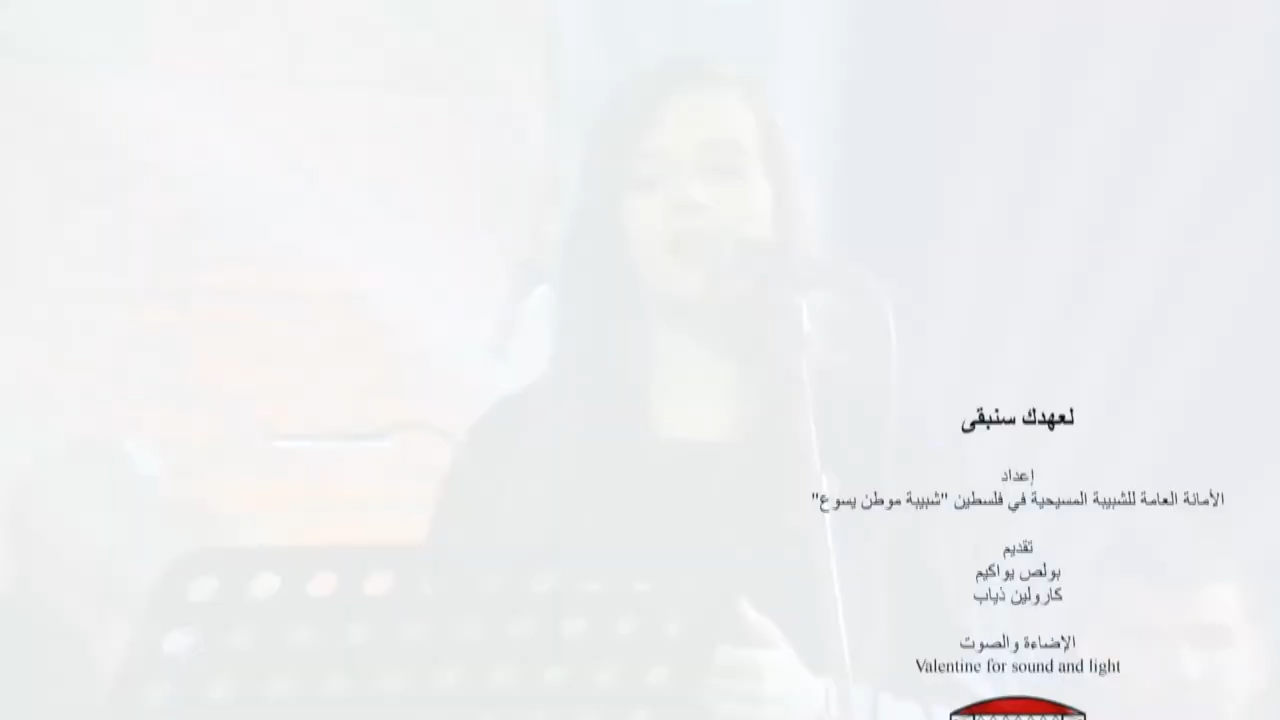 لعهدك سنبقى
إعداد
الأمانة العامة للشبيبة المسيحية في فلسطين "شبيبة موطن يسوع"
تقديم
بولص يواكيم
كارولين ذياب
الإضاءة والصوت
Valentine for sound and light